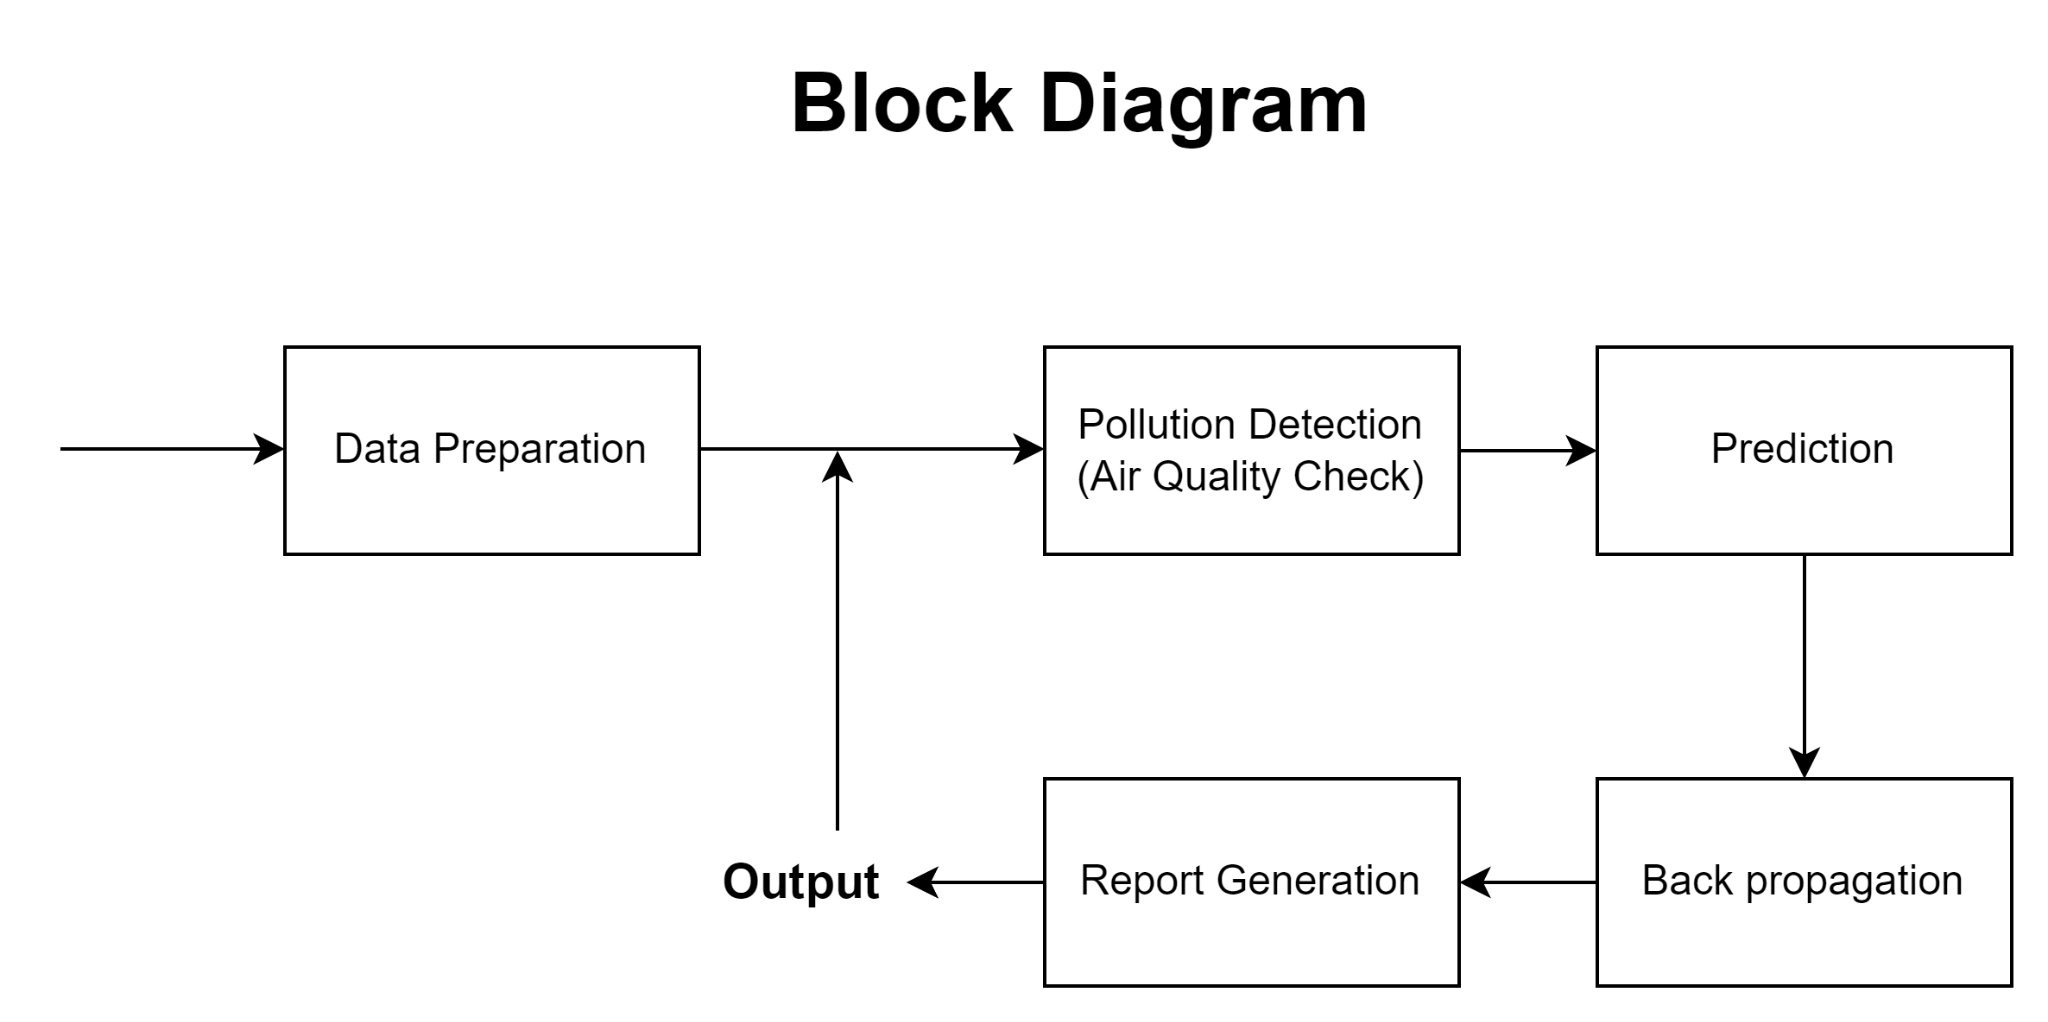 Block Diagram
Data Preparation
Pollution Detection
(Air Quality Check)
Prediction
Output
Report Generation
Back propagation